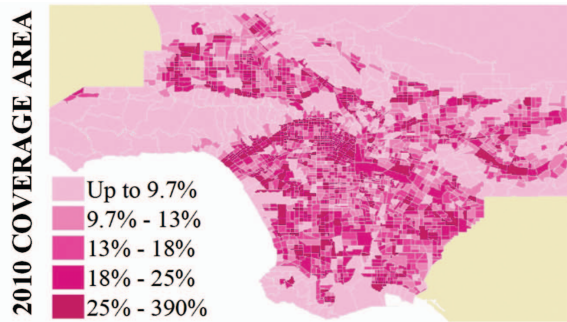 2010 COVERAGE AREA
Up to 9.7%
9.7% - 13%
13% - 18%
18% - 25%
25% - 390%